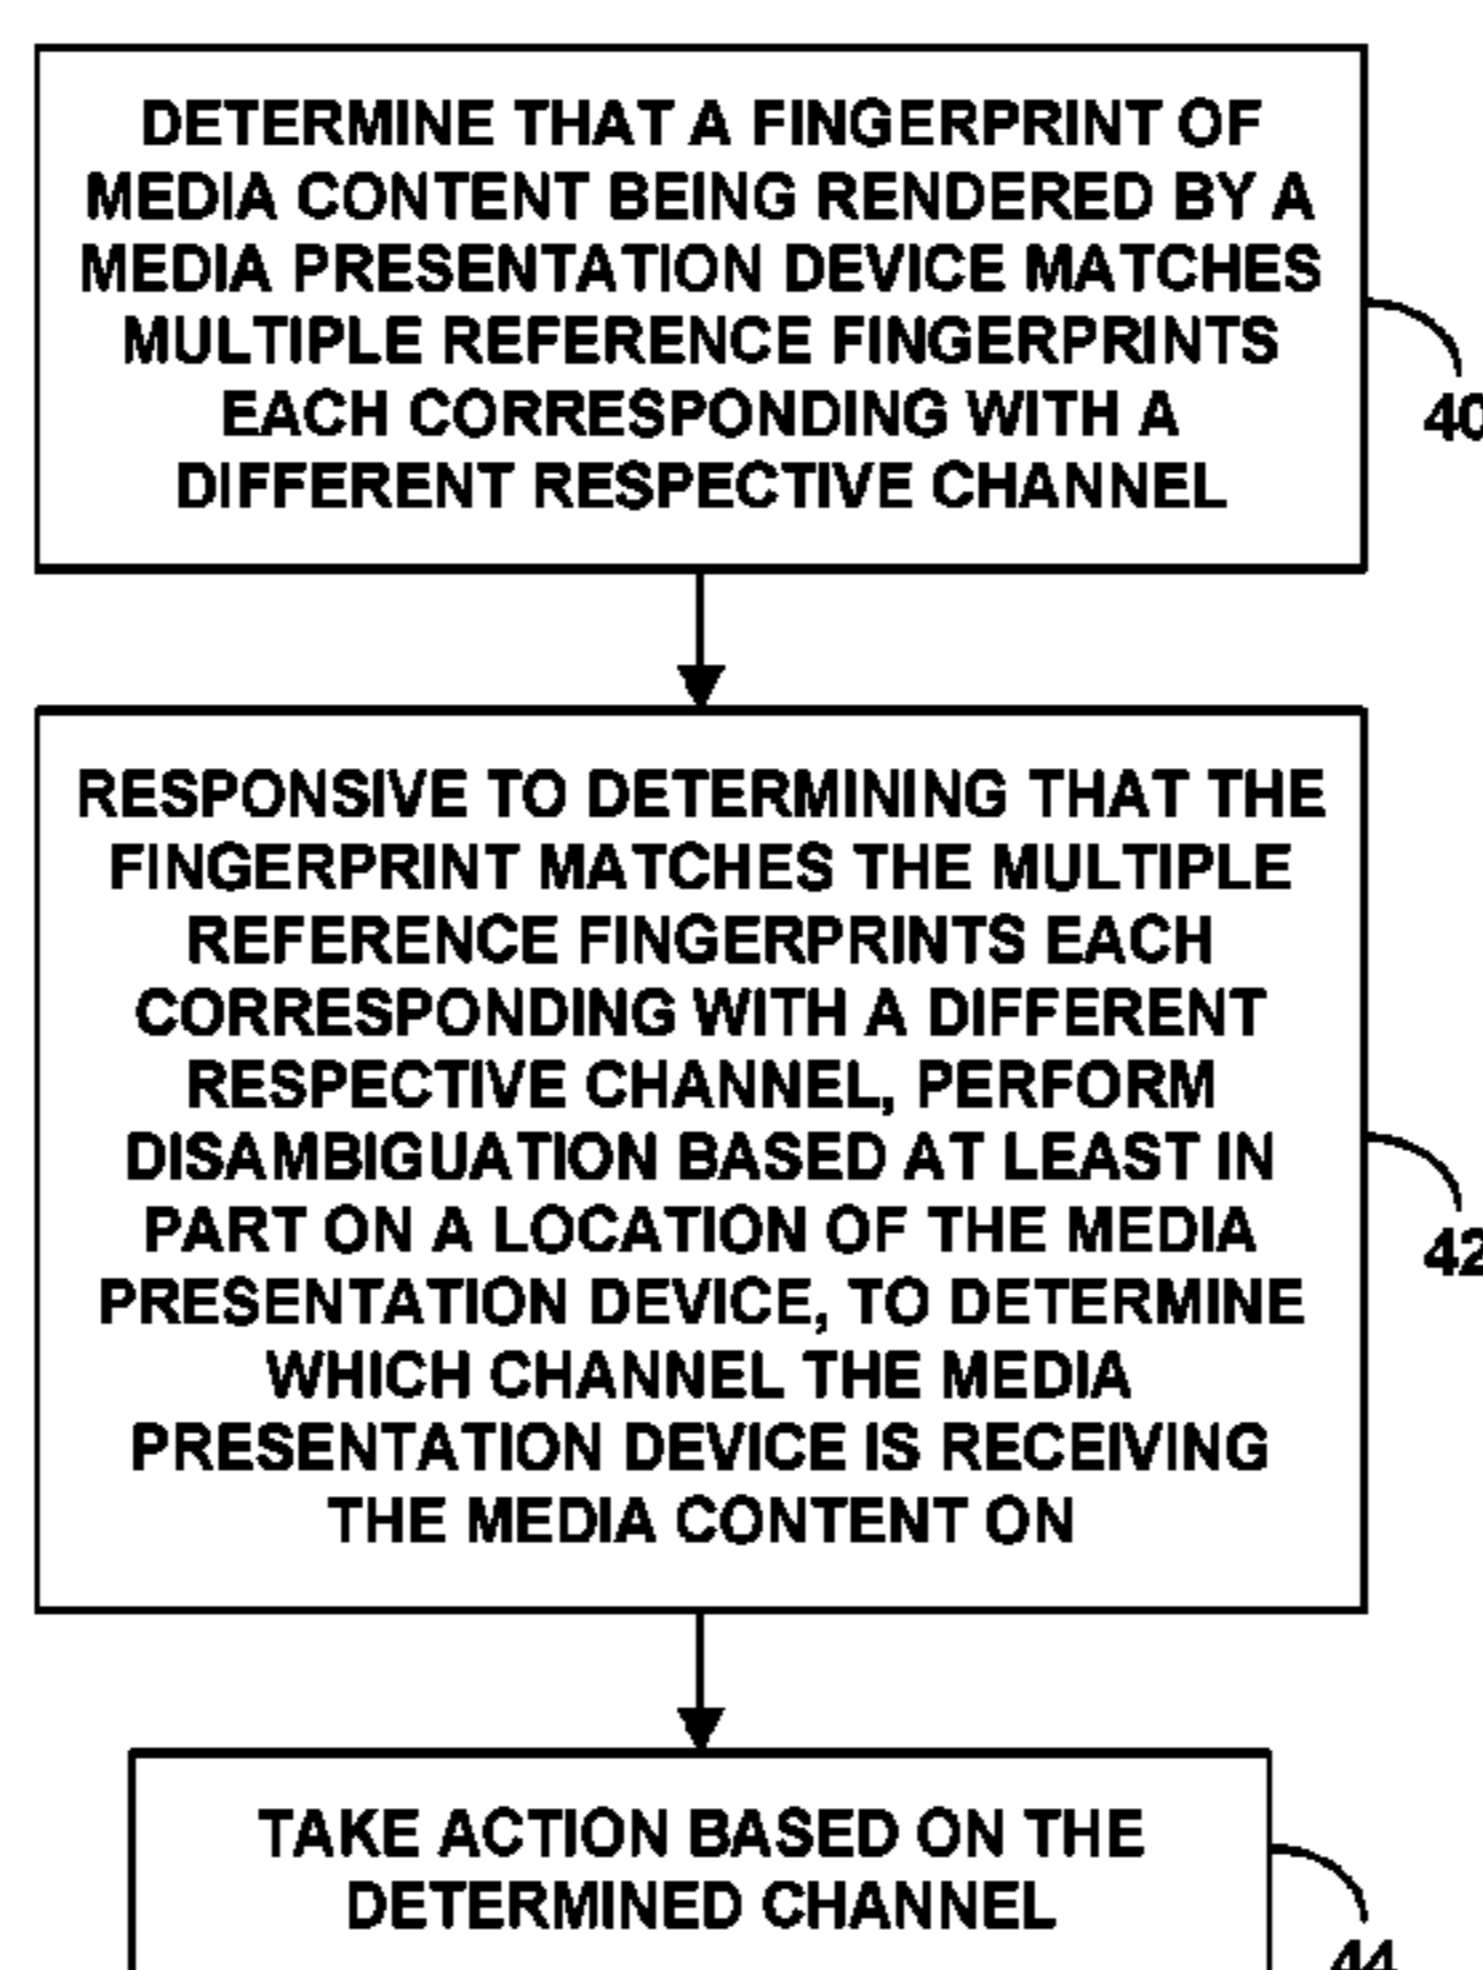 DETERMINE THAT A FINGERPRINT OF
MEDIA CONTENT BEING RENDERED BY A
MEDIA PRESENTATION DEVICE MATCHES
MULTIPLE REFERENCE FINGERPRINTS
EACH CORRESPONDING WITH A
DIFFERENT RESPECTIVE CHANNEL
40
RESPONSIVE TO DETERMINING THAT THE
FINGERPRINT MATCHES THE MULTIPLE
REFERENCE FINGERPRINTS EACH
CORRESPONDING WITH A DIFFERENT
RESPECTIVE CHANNEL, PERFORM
DISAMBIGUATION BASED AT LEAST IN
PART ON A LOCATION OF THE MEDIA
PRESENTATION DEVICE, TO DETERMINE
WHICH CHANNEL THE MEDIA
PRESENTATION DEVICE IS RECEIVING
THE MEDIA CONTENT ON
42
TAKE ACTION BASED ON THE
DETERMINED CHANNEL
44